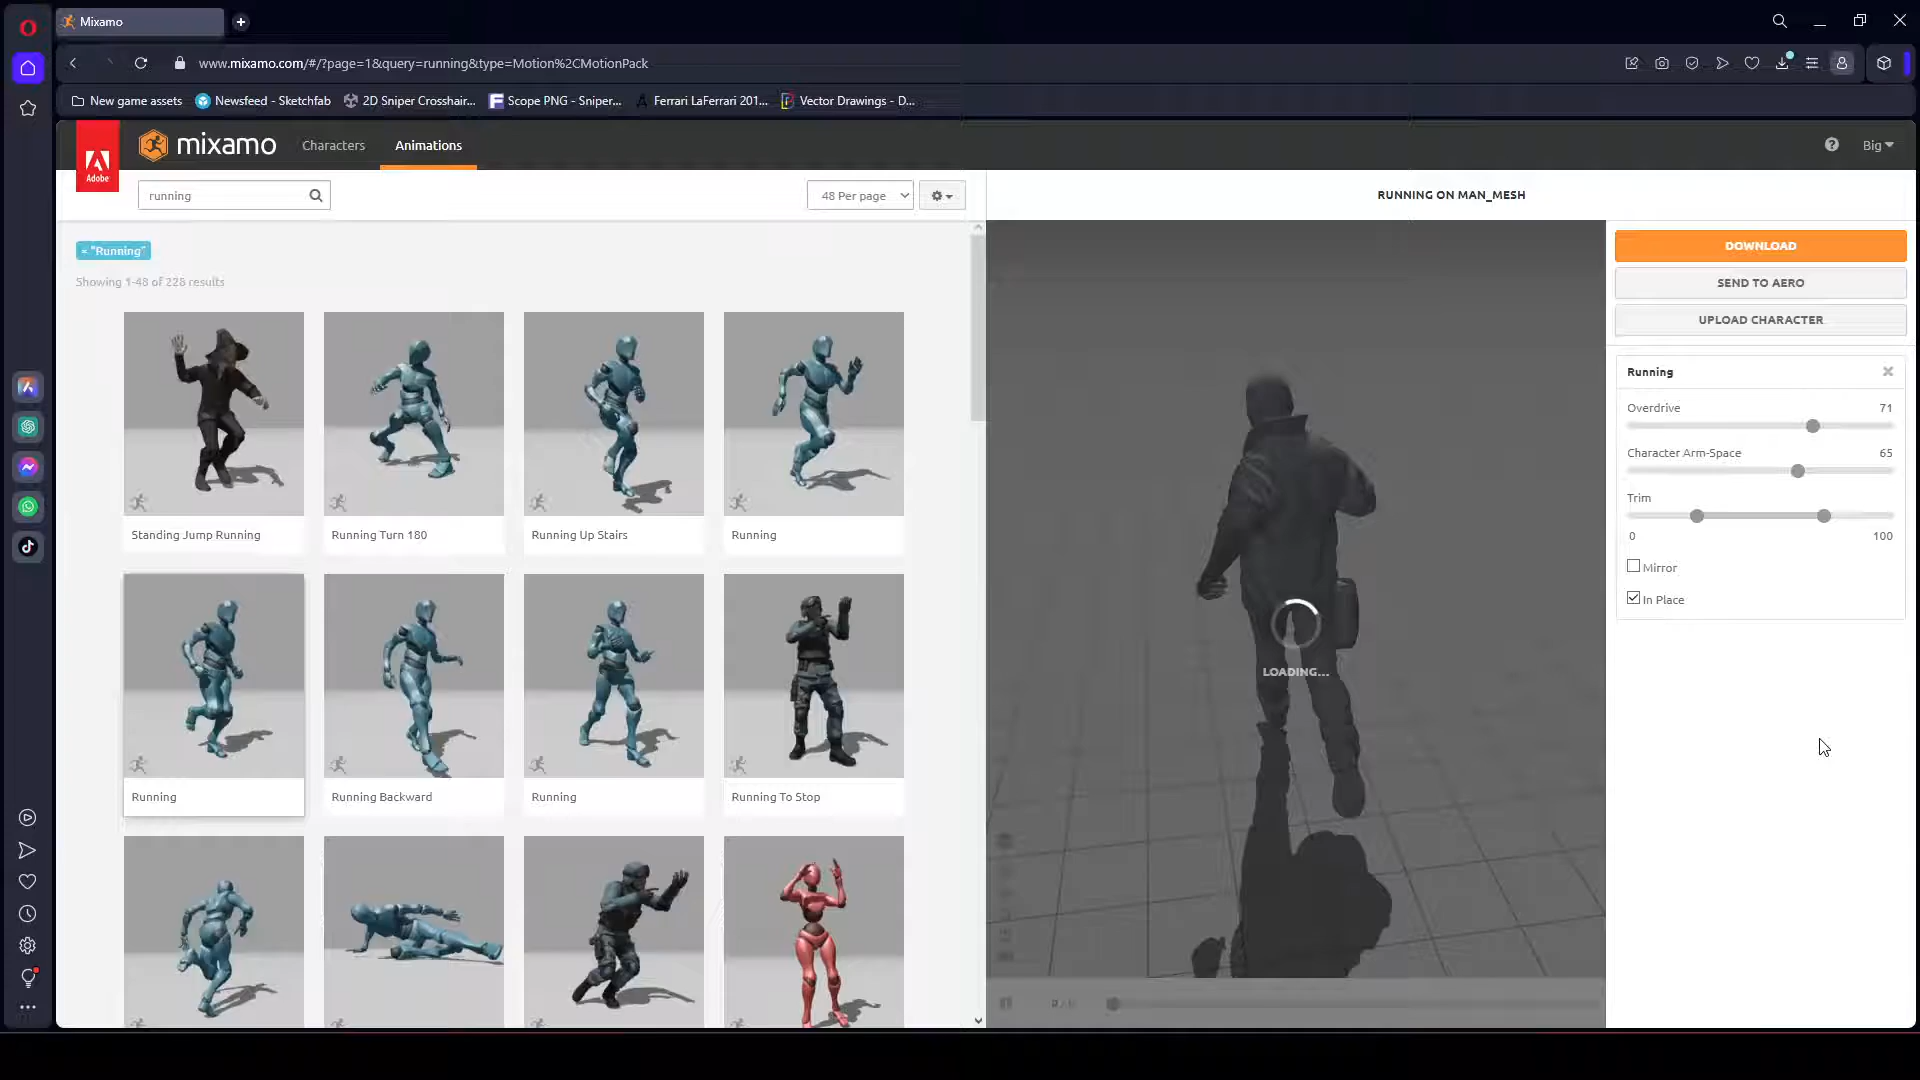 Mixamo
www.mixamo.com/#/?page=1&query=running&type=Motion%2CMotionPack
New game assets
Newsfeed - Sketchfab
2D Sniper Crosshair...
Scope PNG - Sniper...
Ferrari LaFerrari 201...
Vector Drawings - D...
Adobe
mixamo
Characters
Animations
Big
running
48 Per page
RUNNING ON MAN_MESH
"Running"
Showing 1-48 of 228 results
DOWNLOAD
SEND TO AERO
UPLOAD CHARACTER
Running
Overdrive 71
Character Arm-Space 65
Trim
0 100
Mirror
In Place
Standing Jump Running
Running Turn 180
Running Up Stairs
Running
Running
Running Backward
Running
Running To Stop
LOADING...